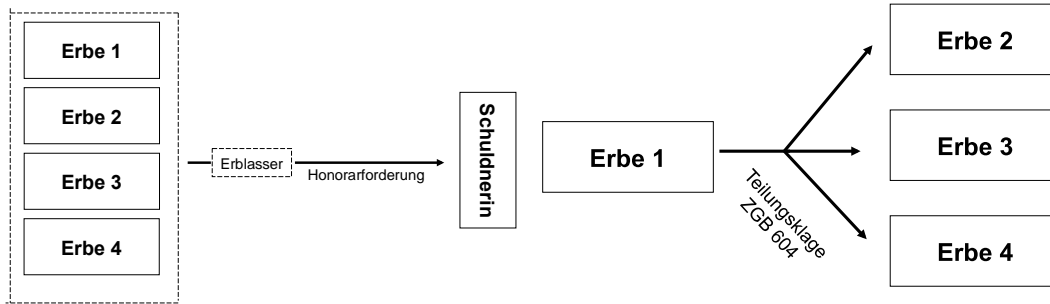 Erbe 1
Erbe 2
Erbe 3
Erbe 4
Erblasser
Honorarforderung
Schuldnerin
Erbe 1
Teilungsklage
ZGB 604
Erbe 2
Erbe 3
Erbe 4